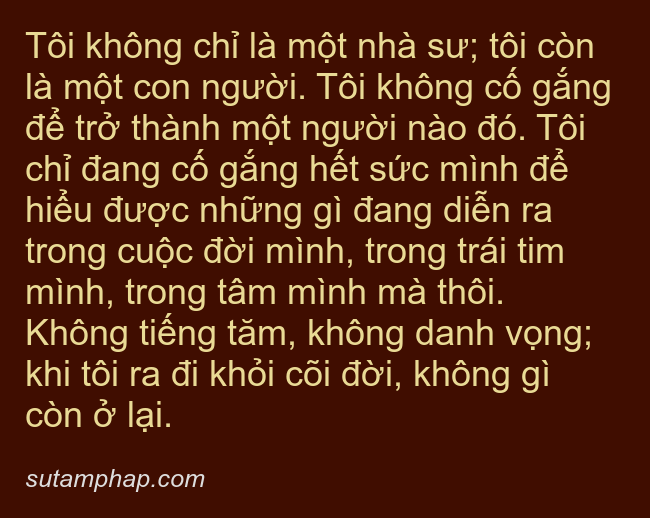 Tôi không chỉ là một nhà sư; tôi còn
là một con người. Tôi không cố gắng
để trở thành một người nào đó. Tôi
chỉ đang cố gắng hết sức mình để
hiểu được những gì đang diễn ra
trong cuộc đời mình, trong trái tim
mình, trong tâm mình mà thôi.
Không tiếng tăm, không danh vọng;
khi tôi ra đi khỏi cõi đời, không gì
còn ở lại.
sutamphap.com